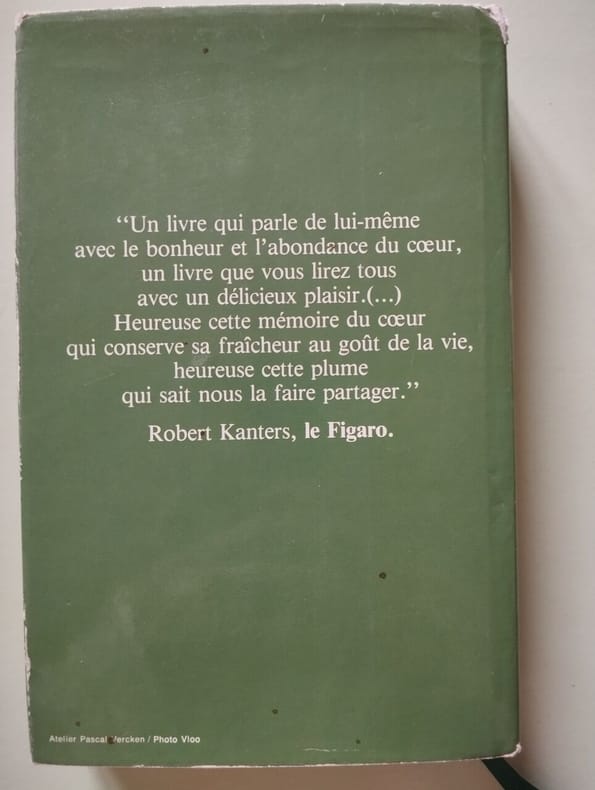 “Un livre qui parle de lui-même
avec le bonheur et l’abondance du cœur,
un livre que vous lirez tous
avec un délicieux plaisir.(...)
Heureuse cette mémoire du cœur
qui conserve sa fraîcheur au goût de la vie,
heureuse cette plume
qui sait nous la faire partager.”
Robert Kanters, le Figaro.
Atelier Pascal Vercken / Photo Vloo